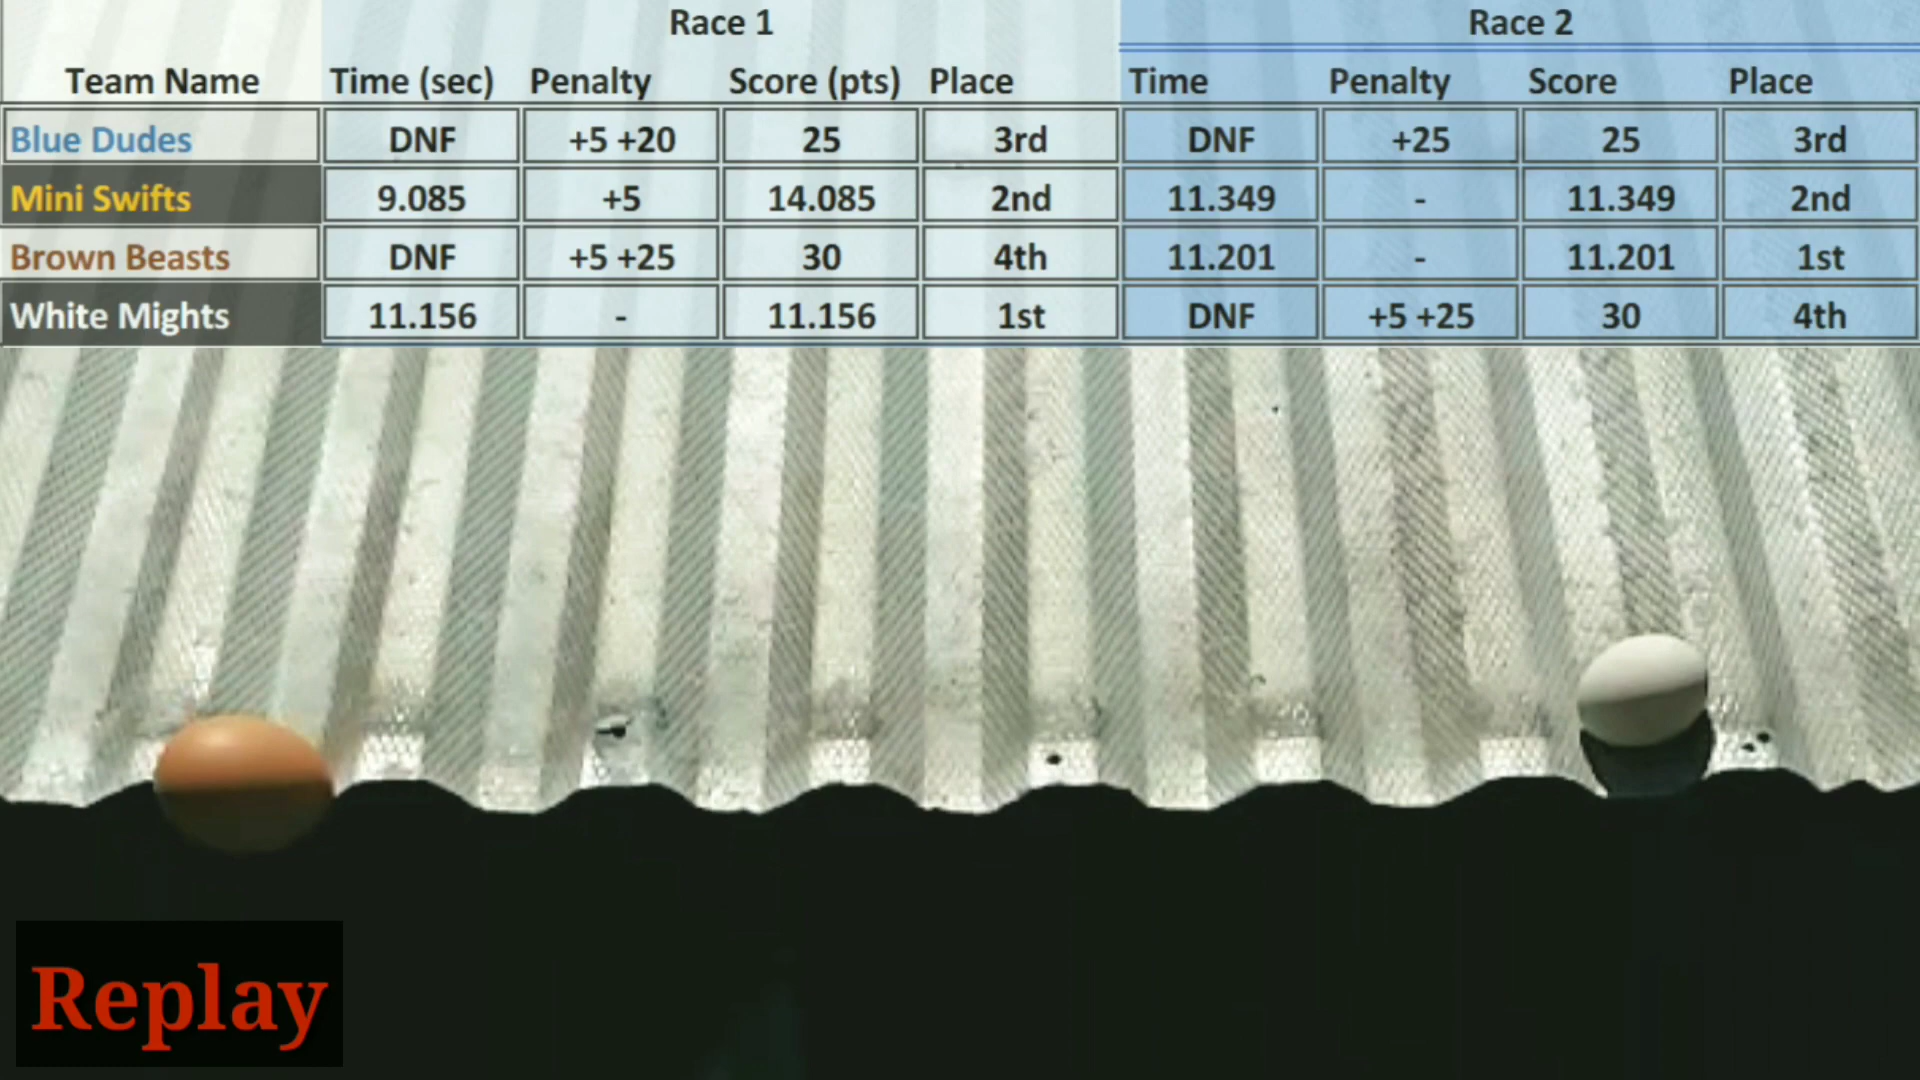 Race 1 Race 2
Team Name Time (sec) Penalty Score (pts) Place Time Penalty Score Place
Blue Dudes DNF +5 +20 25 3rd DNF +25 25 3rd
Mini Swifts 9.085 +5 14.085 2nd 11.349 - 11.349 2nd
Brown Beasts DNF +5 +25 30 4th 11.201 - 11.201 1st
White Mights 11.156 - 11.156 1st DNF +5 +25 30 4th
Replay